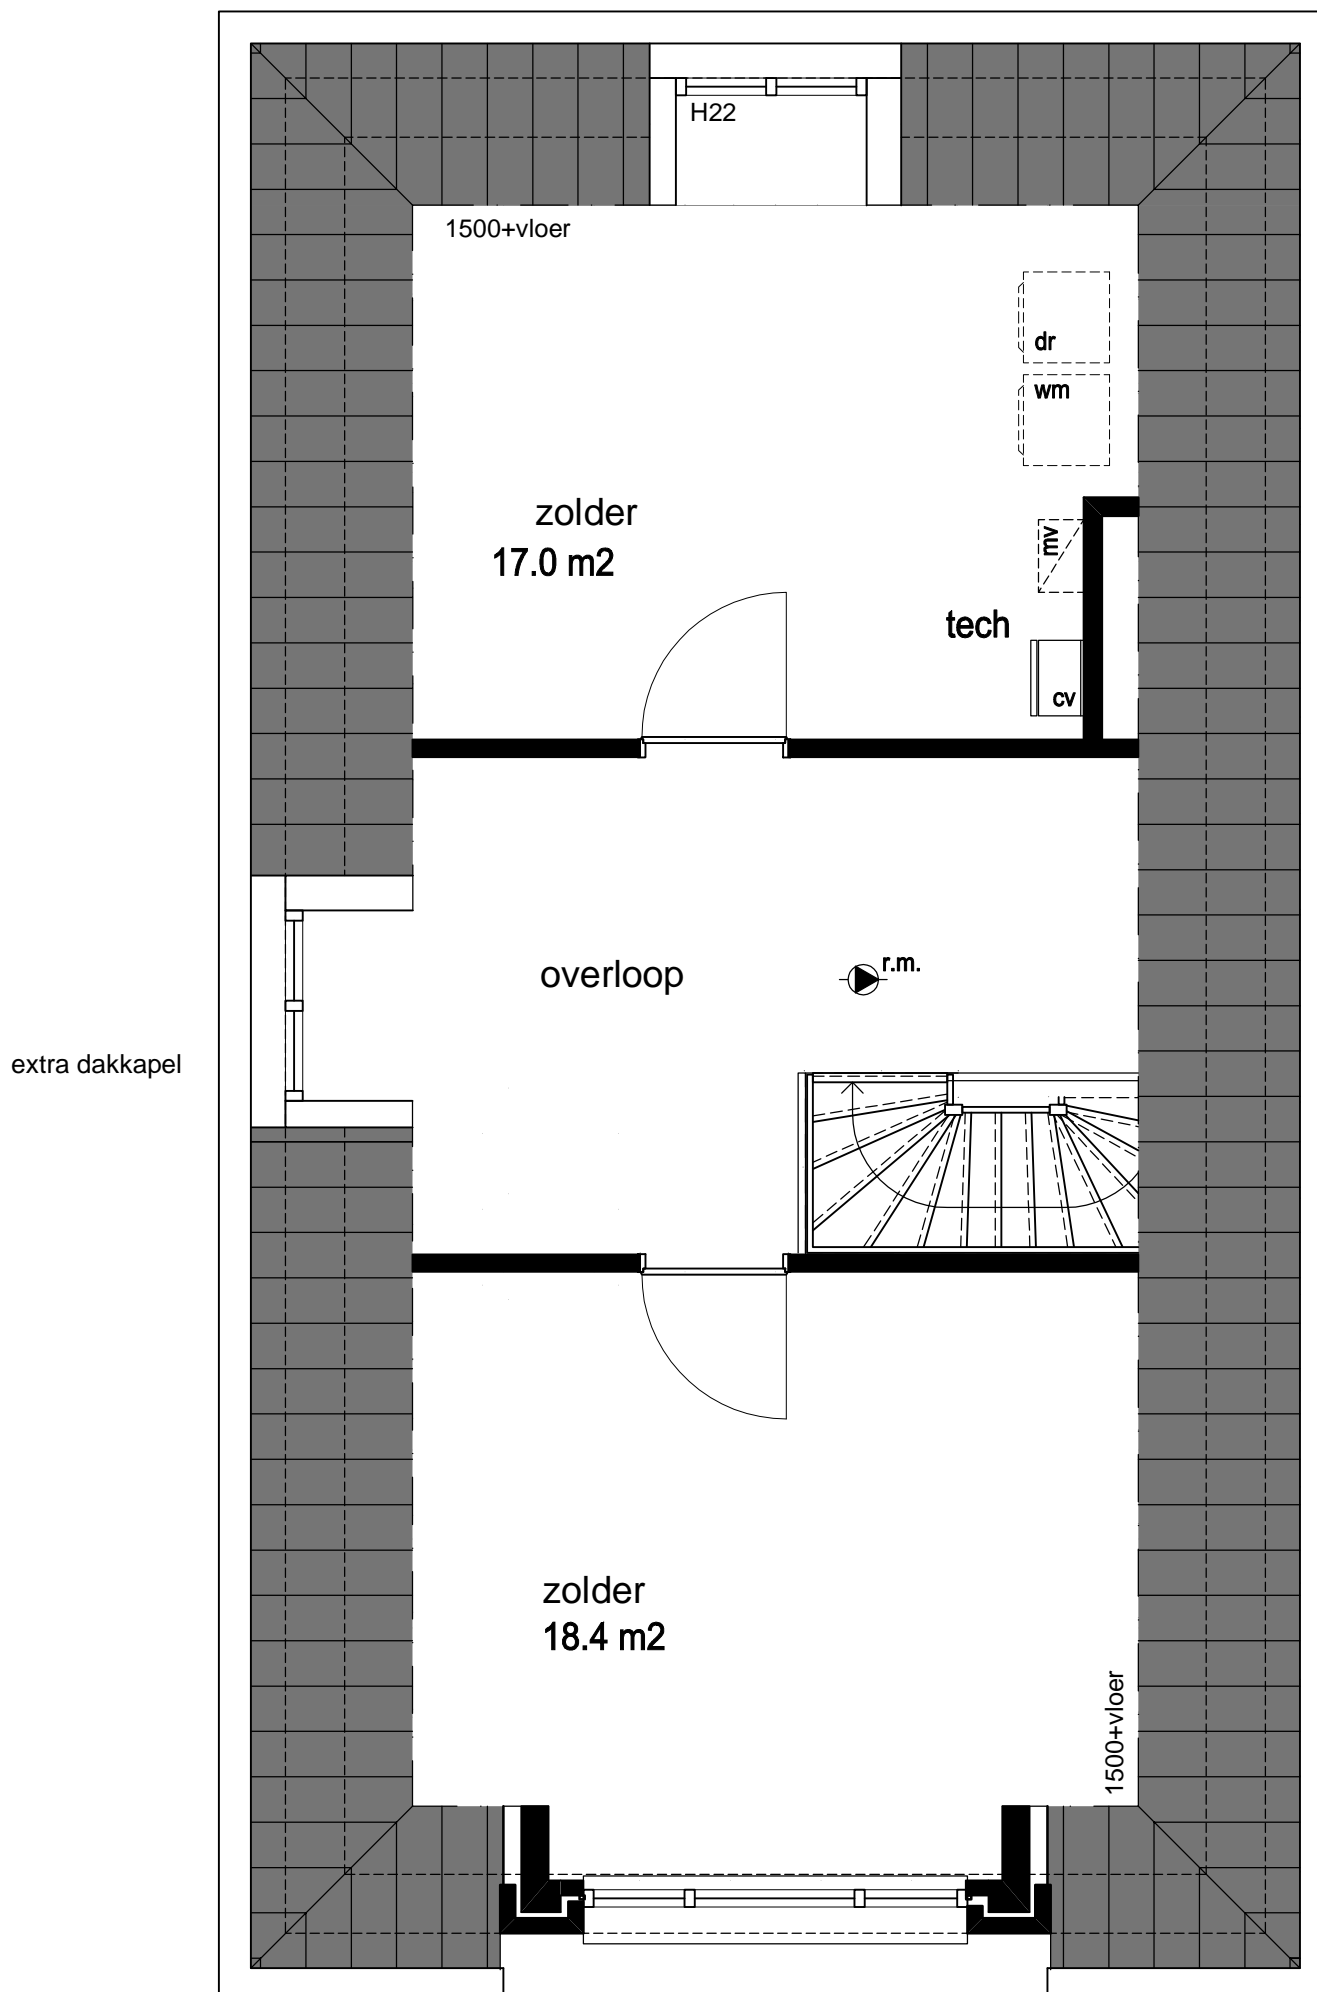 H22
1500+vloer
dr
wm
zolder
17.0 m2
mv
tech
cv
overloop
r.m.
extra dakkapel
zolder
18.4 m2
1500+vloer